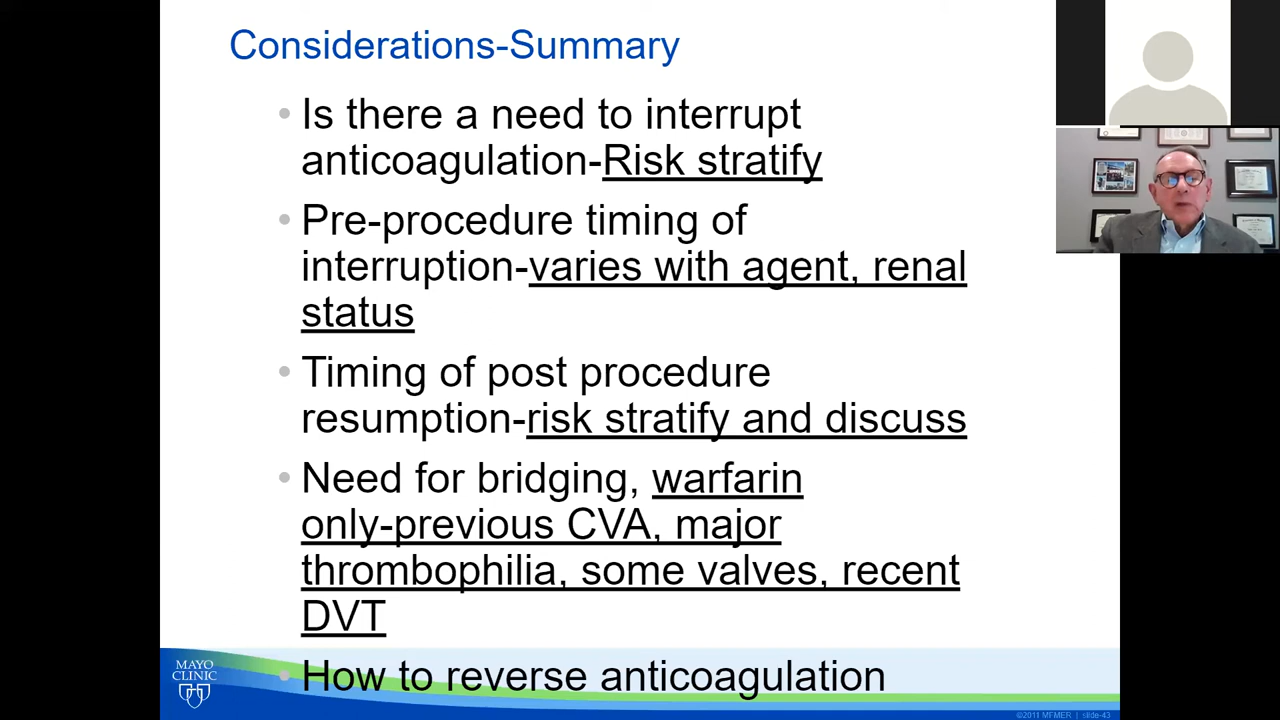 Considerations-Summary
• Is there a need to interrupt
anticoagulation-Risk stratify
• Pre-procedure timing of
interruption-varies with agent, renal
status
• Timing of post procedure
resumption-risk stratify and discuss
• Need for bridging, warfarin
only-previous CVA, major
thrombophilia, some valves, recent
DVT
• How to reverse anticoagulation
MAYO
CLINIC
©2011 MFMER | slide-43